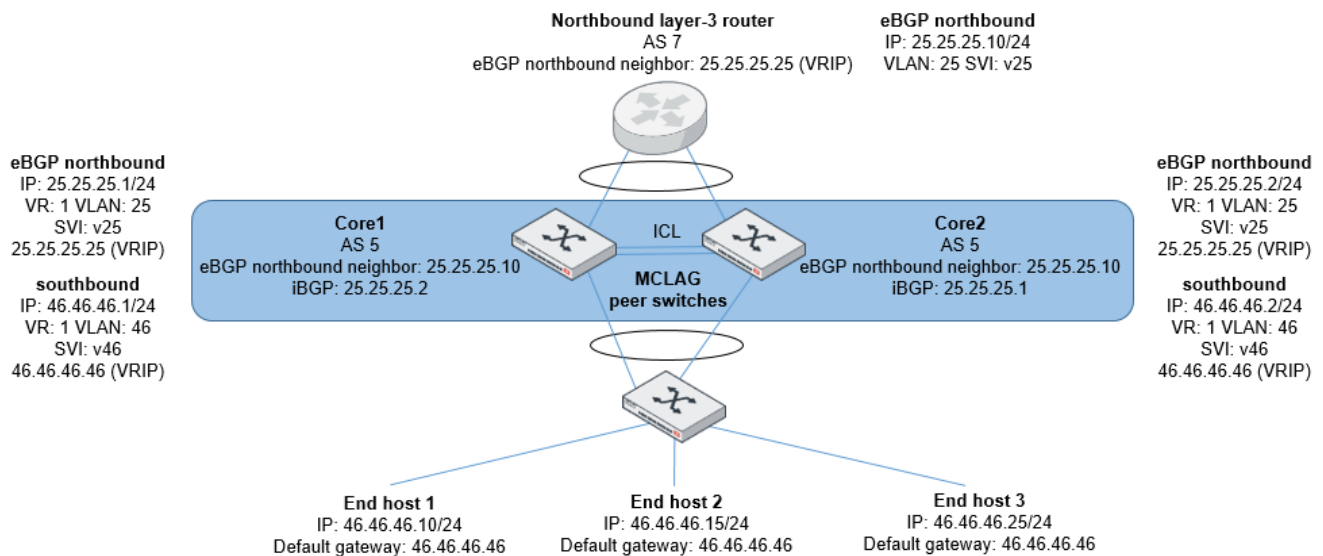 Northbound layer-3 router
AS 7
eBGP northbound neighbor: 25.25.25.25 (VRIP)
eBGP northbound
IP: 25.25.25.10/24
VLAN: 25 SVI: v25
eBGP northbound
IP: 25.25.25.1/24
VR: 1 VLAN: 25
SVI: v25
25.25.25.25 (VRIP)
southbound
IP: 46.46.46.1/24
VR: 1 VLAN: 46
SVI: v46
46.46.46.46 (VRIP)
Core1
AS 5
eBGP northbound neighbor: 25.25.25.10
iBGP: 25.25.25.2
ICL
MCLAG
peer switches
Core2
AS 5
eBGP northbound neighbor: 25.25.25.10
iBGP: 25.25.25.1
eBGP northbound
IP: 25.25.25.2/24
VR: 1 VLAN: 25
SVI: v25
25.25.25.25 (VRIP)
southbound
IP: 46.46.46.2/24
VR: 1 VLAN: 46
SVI: v46
46.46.46.46 (VRIP)
End host 1
IP: 46.46.46.10/24
Default gateway: 46.46.46.46
End host 2
IP: 46.46.46.15/24
Default gateway: 46.46.46.46
End host 3
IP: 46.46.46.25/24
Default gateway: 46.46.46.46